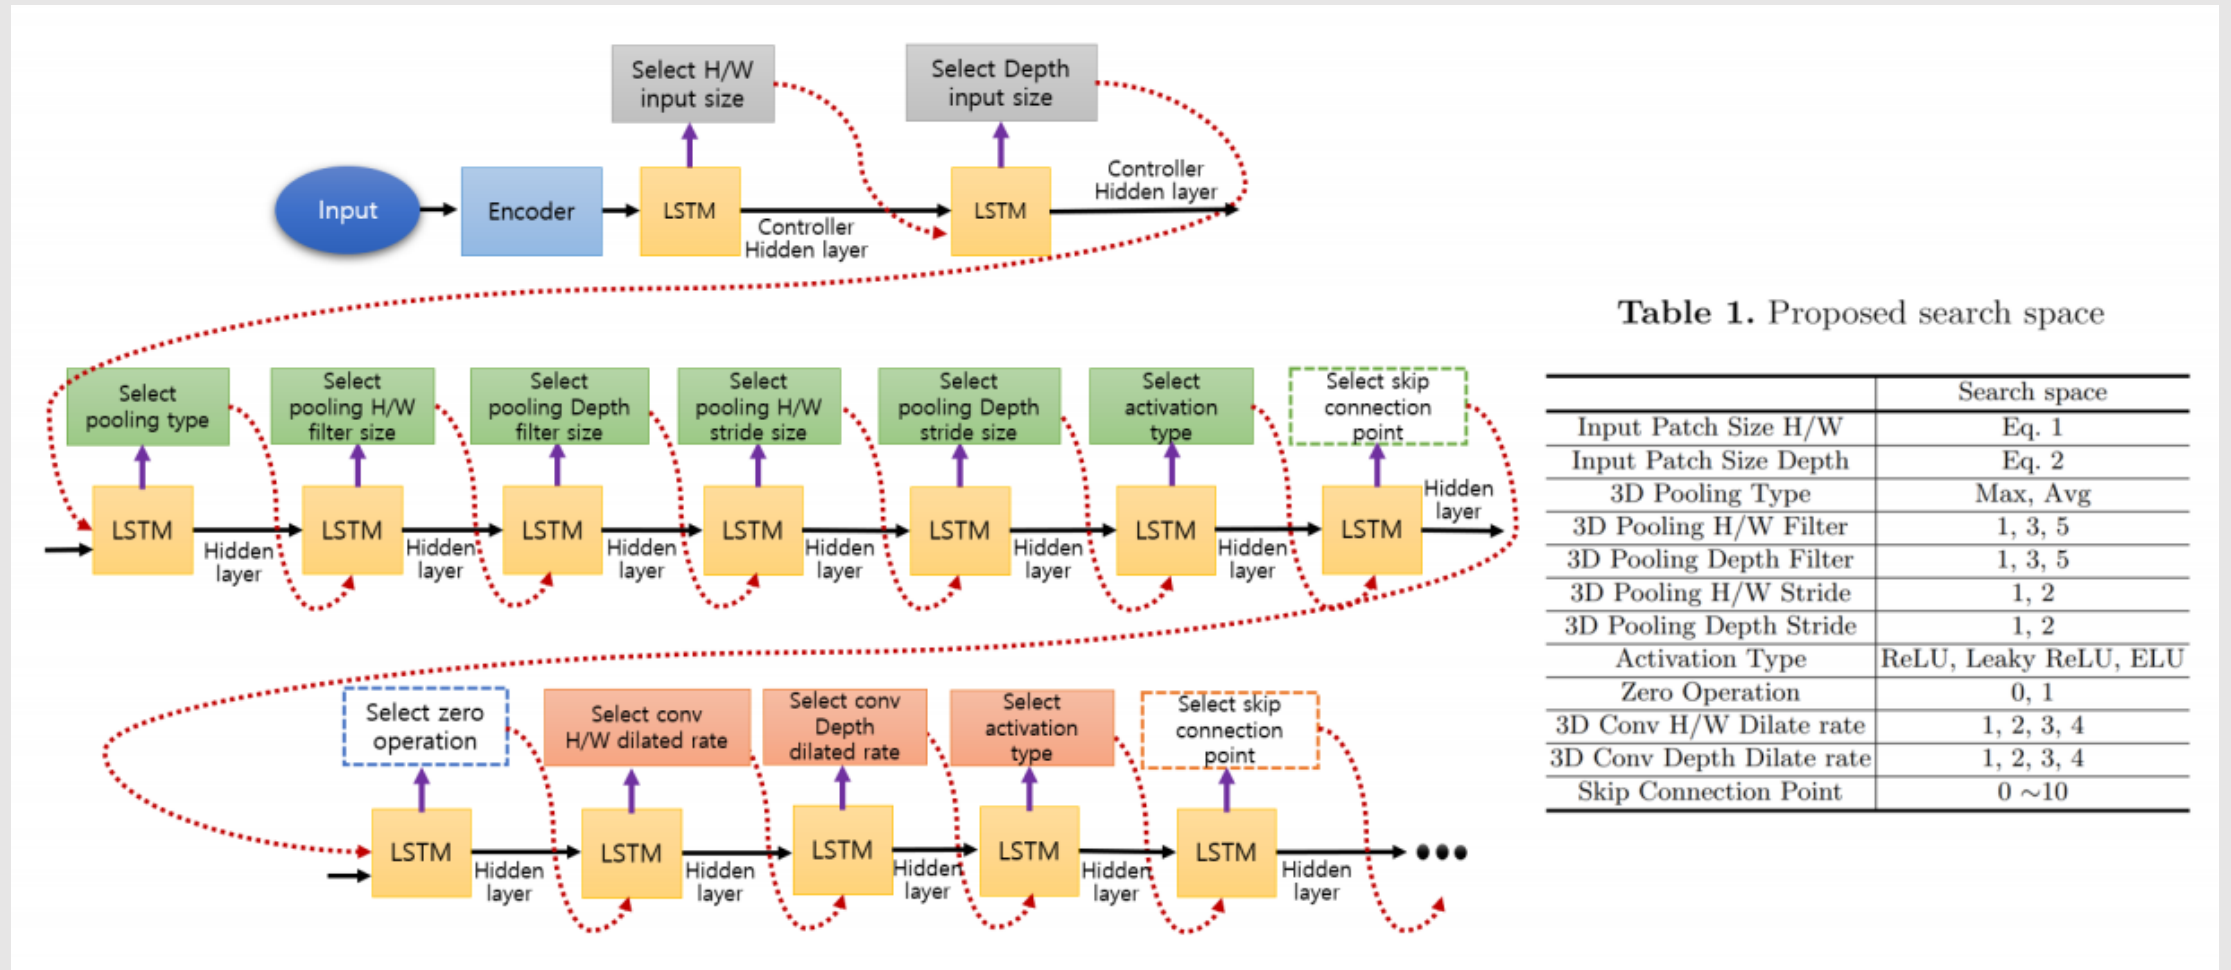 Select H/W
input size
Select Depth
input size
Input
Encoder
LSTM
Controller
Hidden layer
LSTM
Controller
Hidden layer
Select
pooling type
Select
pooling H/W
filter size
Select
pooling Depth
filter size
Select
pooling H/W
stride size
Select
pooling Depth
stride size
Select
activation
type
Select skip
connection
point
LSTM
Hidden
layer
LSTM
Hidden
layer
LSTM
Hidden
layer
LSTM
Hidden
layer
LSTM
Hidden
layer
LSTM
Hidden
layer
LSTM
Hidden
layer
Select zero
operation
Select conv
H/W dilated rate
Select conv
Depth
dilated rate
Select
activation
type
Select skip
connection
point
LSTM
Hidden
layer
LSTM
Hidden
layer
LSTM
Hidden
layer
LSTM
Hidden
layer
LSTM
Hidden
layer
Table 1. Proposed search space
Search space
Input Patch Size H/W Eq. 1
Input Patch Size Depth Eq. 2
3D Pooling Type Max, Avg
3D Pooling H/W Filter 1, 3, 5
3D Pooling Depth Filter 1, 3, 5
3D Pooling H/W Stride 1, 2
3D Pooling Depth Stride 1, 2
Activation Type ReLU, Leaky ReLU, ELU
Zero Operation 0, 1
3D Conv H/W Dilate rate 1, 2, 3, 4
3D Conv Depth Dilate rate 1, 2, 3, 4
Skip Connection Point 0 ~10